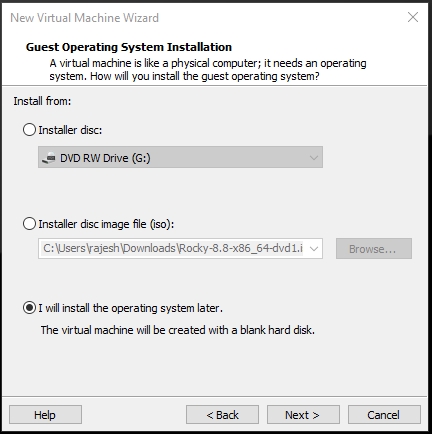 New Virtual Machine Wizard
Guest Operating System Installation
A virtual machine is like a physical computer; it needs an operating
system. How will you install the guest operating system?
Install from:
Installer disc:
DVD RW Drive (G:)
Installer disc image file (iso):
C:\Users\rajesh\Downloads\Rocky-8.8-x86_64-dvd1.i
Browse...
I will install the operating system later.
The virtual machine will be created with a blank hard disk.
Help
< Back
Next >
Cancel